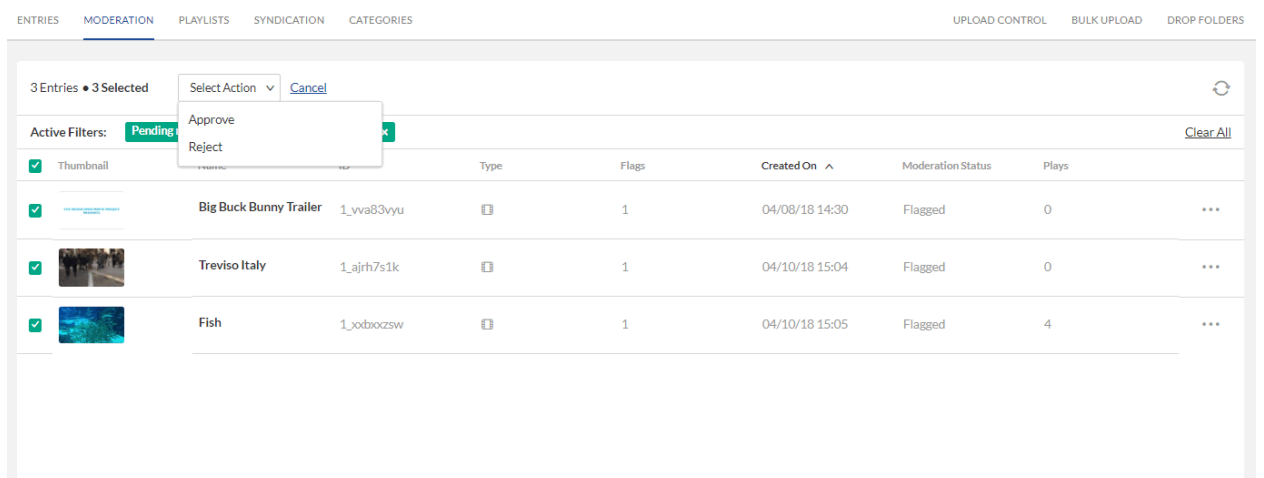 ENTRIES MODERATION PLAYLISTS SYNDICATION CATEGORIES UPLOAD CONTROL BULK UPLOAD DROP FOLDERS
3 Entries ● 3 Selected Select Action Cancel
Approve
Active Filters: Pending Clear All
Reject
Thumbnail Name ID Type Flags Created On Moderation Status Plays
Big Buck Bunny Trailer 1_vva83vyu 1 04/08/18 14:30 Flagged 0
Treviso Italy 1_ajrh7s1k 1 04/10/18 15:04 Flagged 0
Fish 1_xxbxxzsw 1 04/10/18 15:05 Flagged 4